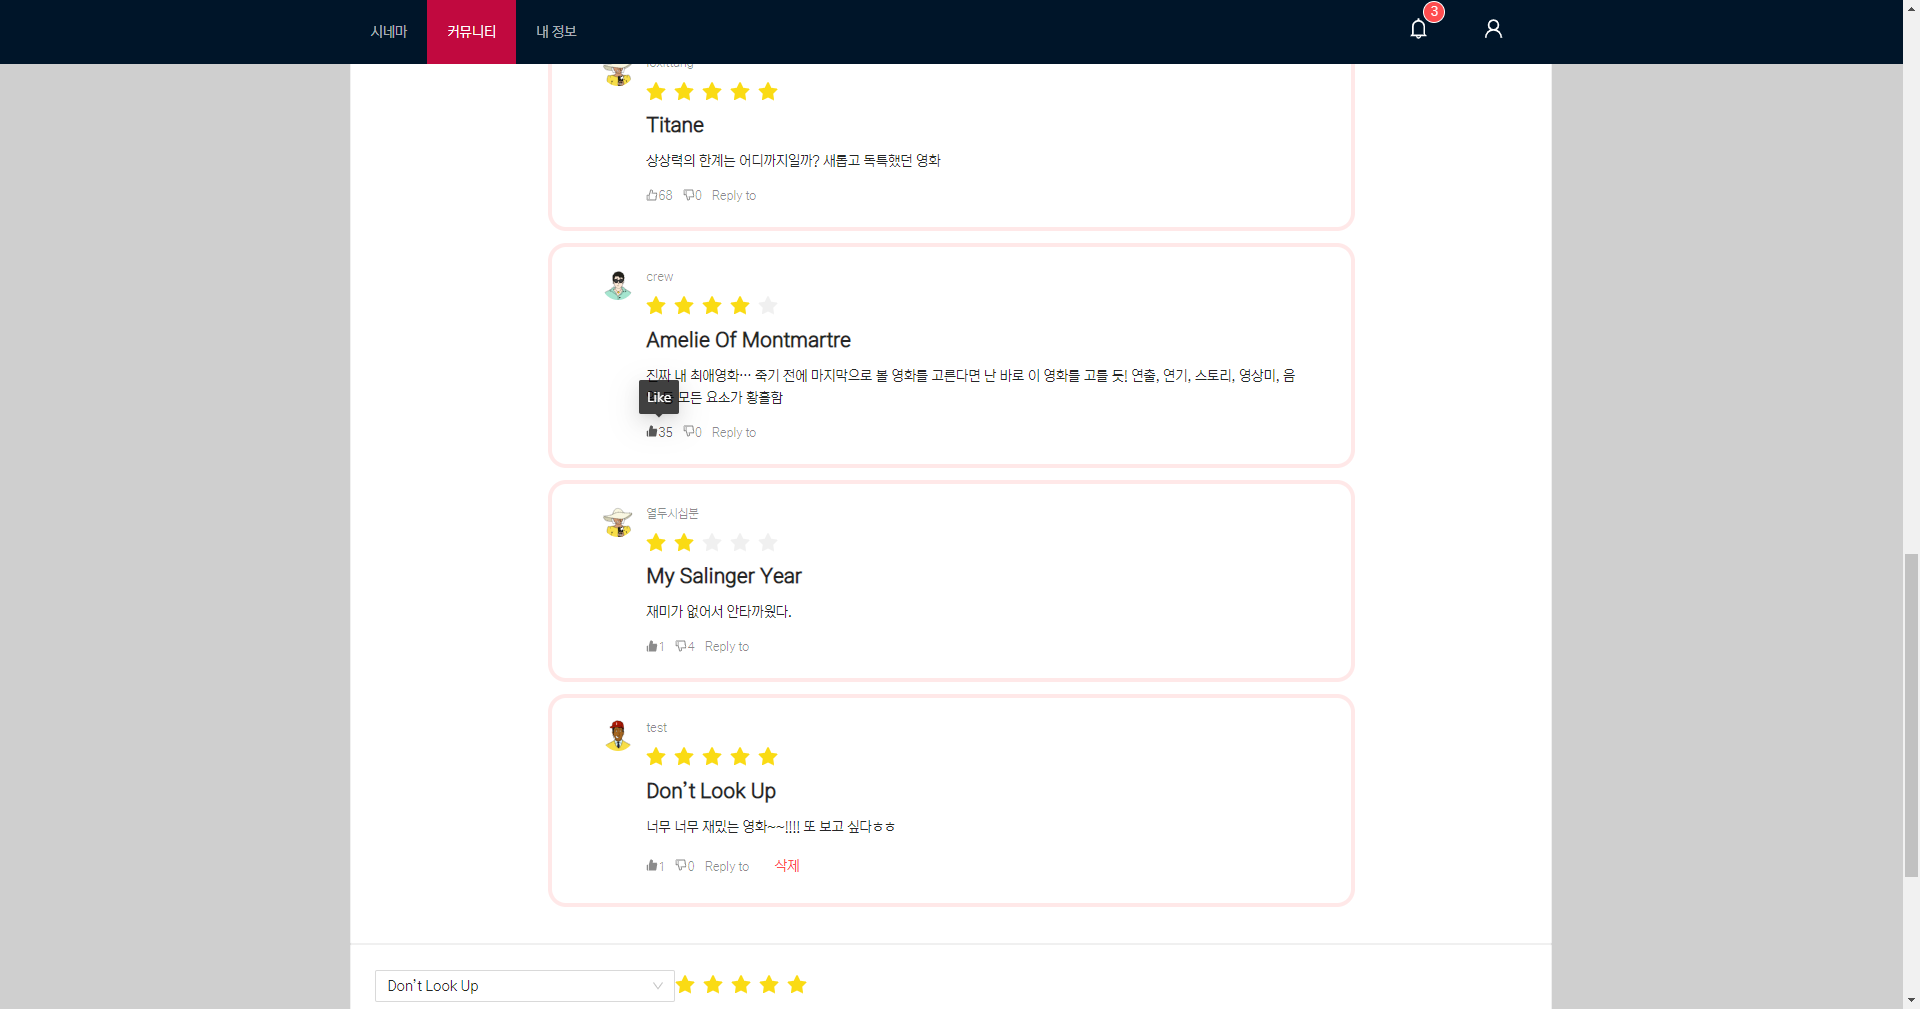 시네마 커뮤니티 내 정보 3
Titane
상상력의 한계는 어디까지일까? 새롭고 독특했던 영화
68 0 Reply to
crew
Amelie Of Montmartre
진짜 내 최애영화… 죽기 전에 마지막으로 볼 영화를 고른다면 난 바로 이 영화를 고를 듯! 연출, 연기, 스토리, 영상미, 음
모든 요소가 황홀함
Like
35 0 Reply to
열두시십분
My Salinger Year
재미가 없어서 안타까웠다.
1 4 Reply to
test
Don't Look Up
너무 너무 재밌는 영화~~!!!! 또 보고 싶다ㅎㅎ
1 0 Reply to 삭제
Don't Look Up